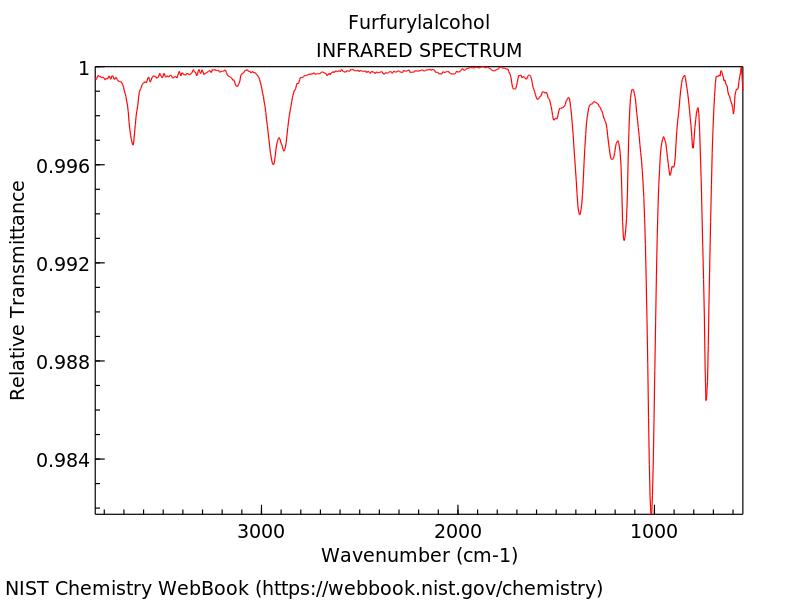 Furfurylalcohol
INFRARED SPECTRUM
1
0.996
0.992
0.988
0.984
Relative Transmittance
3000 2000 1000
Wavenumber (cm-1)
NIST Chemistry WebBook (https://webbook.nist.gov/chemistry)